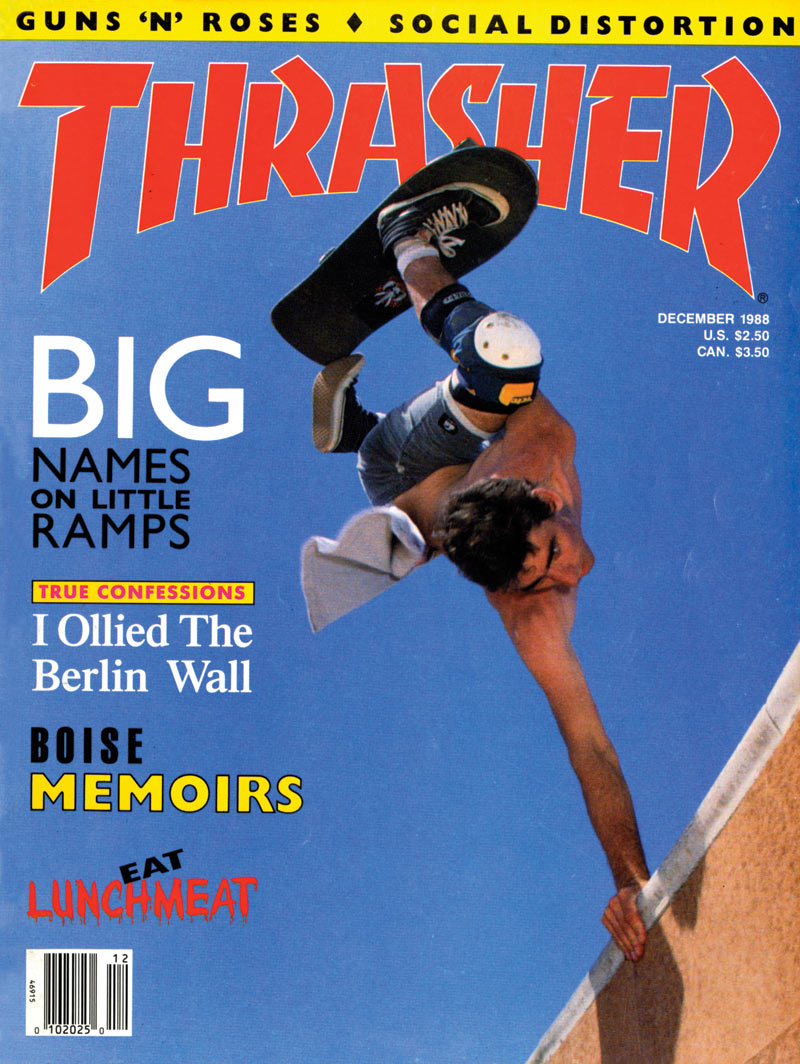 GUNS 'N' ROSES ♦ SOCIAL DISTORTION
THRASHER
®
DECEMBER 1988
U.S. $2.50
CAN. $3.50
BIG
NAMES
ON LITTLE
RAMPS
TRUE CONFESSIONS
I Ollied The
Berlin Wall
BOISE
MEMOIRS
EAT
LUNCHMEAT
12
46915
0 102025 0